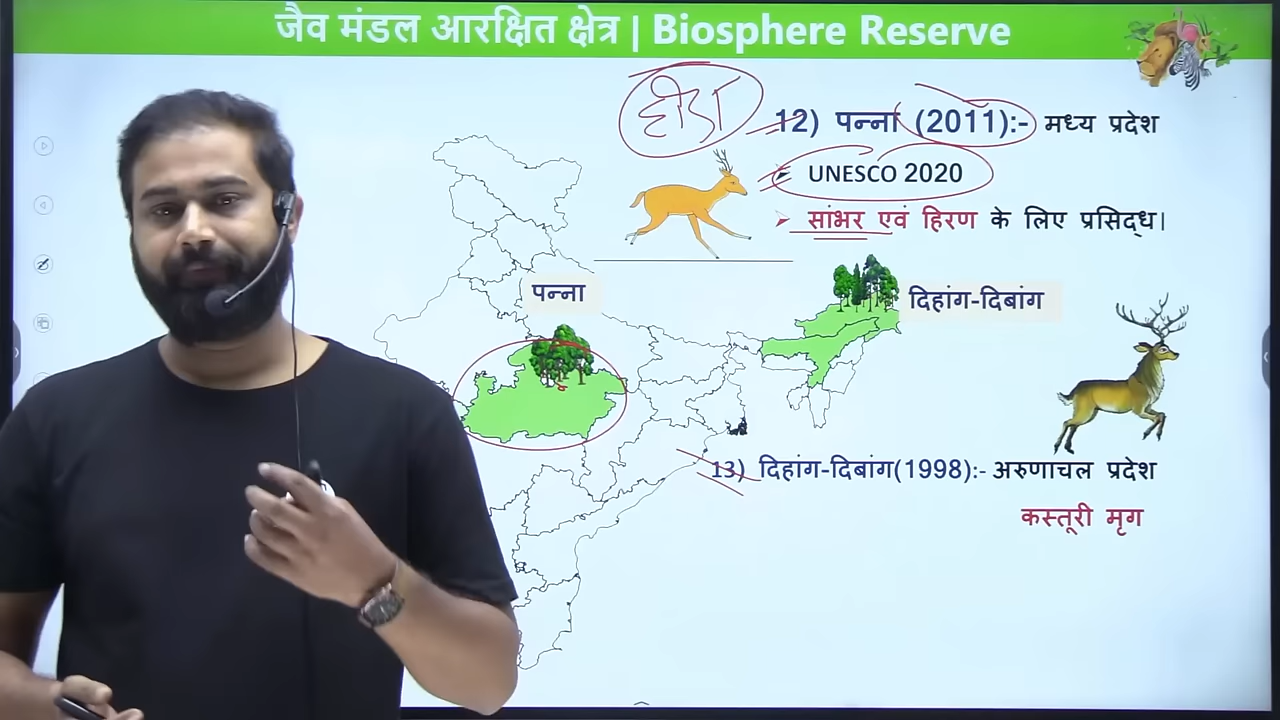 जैव मंडल आरक्षित क्षेत्र | Biosphere Reserve
हीरा
12) पन्ना (2011):- मध्य प्रदेश
UNESCO 2020
सांभर एवं हिरण के लिए प्रसिद्ध।
पन्ना
दिहांग-दिबांग
13) दिहांग-दिबांग(1998):- अरुणाचल प्रदेश
कस्तूरी मृग